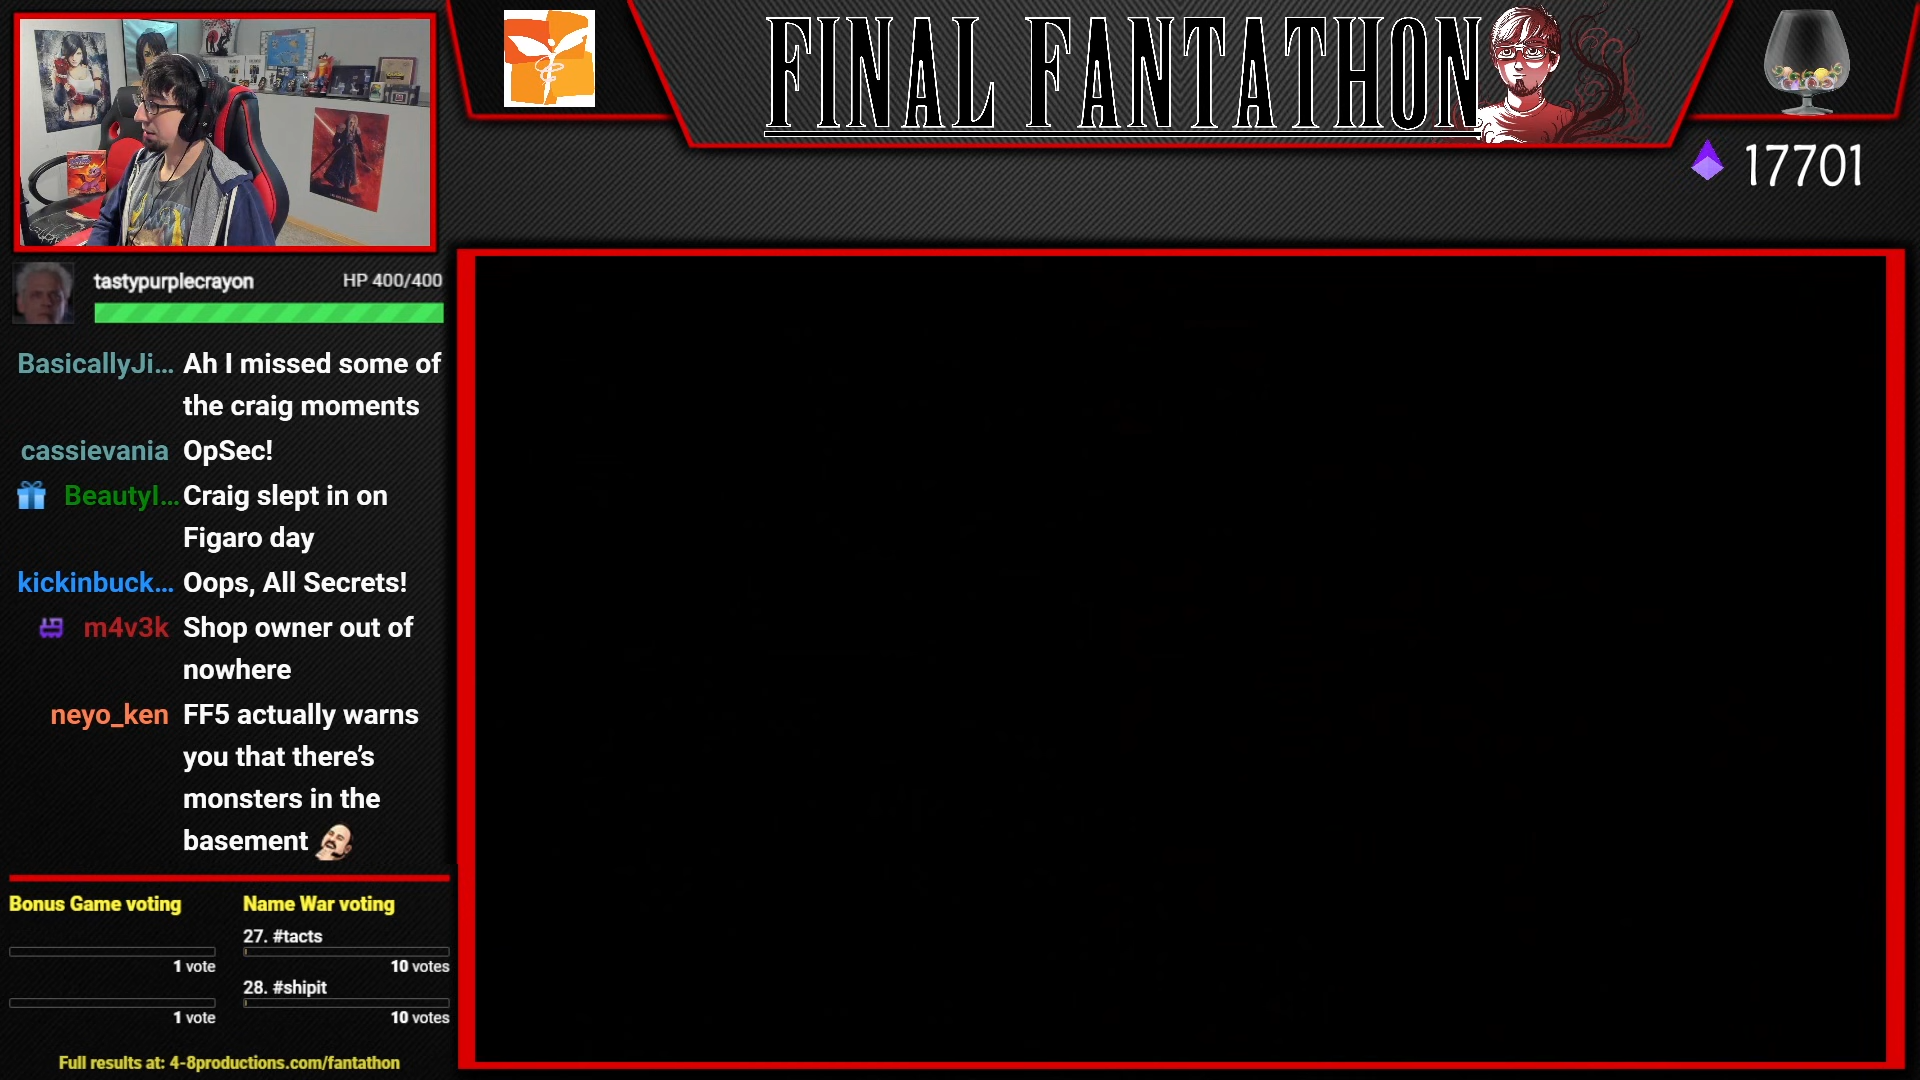 FINAL FANTATHON
17701
tastypurplecrayon HP 400/400
BasicallyJi... Ah I missed some of
the craig moments
cassievania OpSec!
BeautyI... Craig slept in on
Figaro day
kickinbuck... Oops, All Secrets!
m4v3k Shop owner out of
nowhere
neyo_ken FF5 actually warns
you that there’s
monsters in the
basement
Bonus Game voting
1 vote
1 vote
Name War voting
27. #tacts
10 votes
28. #shipit
10 votes
Full results at: 4-8productions.com/fantathon